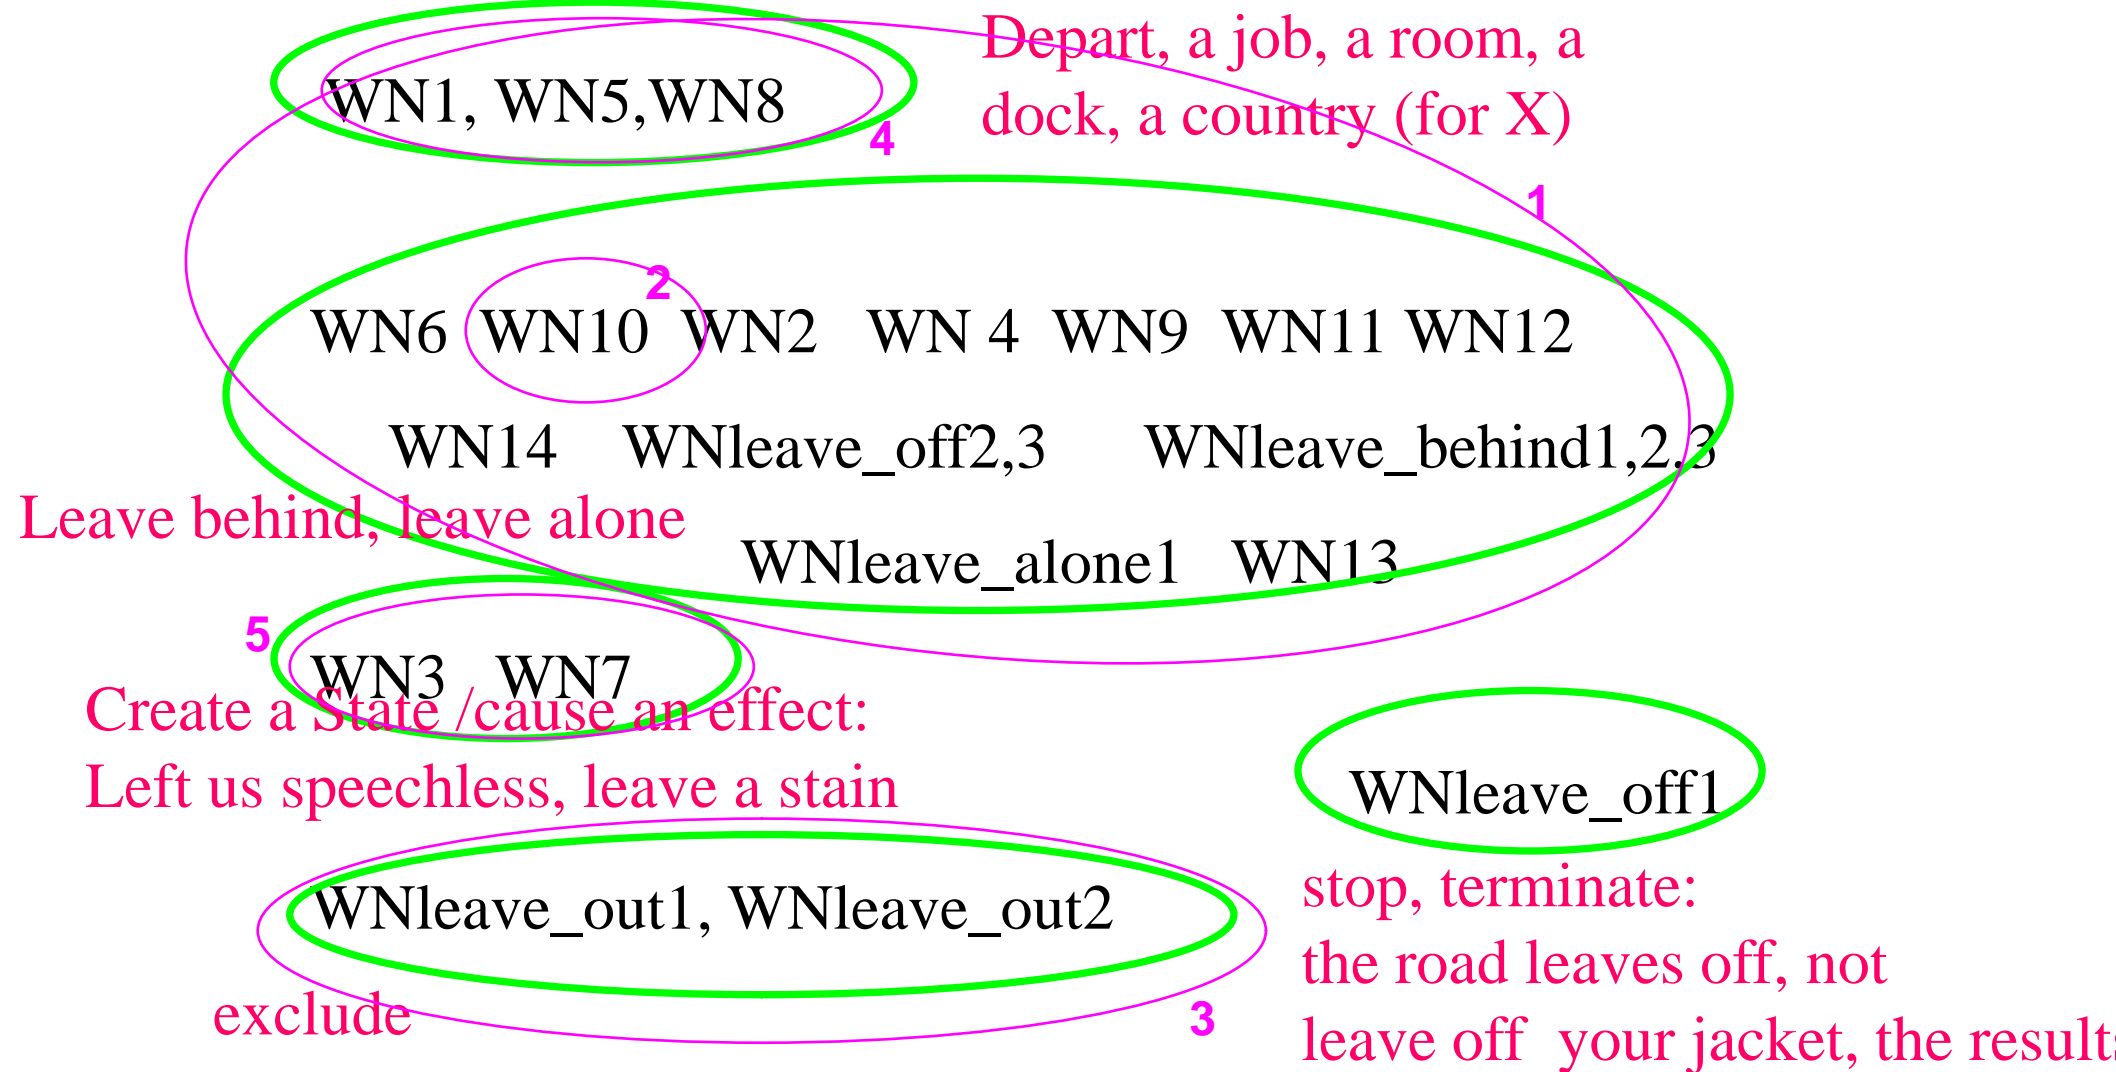 Depart, a job, a room, a
dock, a country (for X)
WN1, WN5,WN8
4
1
2
WN6 WN10 WN2 WN 4 WN9 WN11 WN12
WN14 WNleave_off2,3 WNleave_behind1,2,3
Leave behind, leave alone
WNleave_alone1 WN13
5
WN3 WN7
Create a State /cause an effect:
Left us speechless, leave a stain
WNleave_off1
WNleave_out1, WNleave_out2
stop, terminate:
the road leaves off, not
exclude
3
leave off your jacket, the results